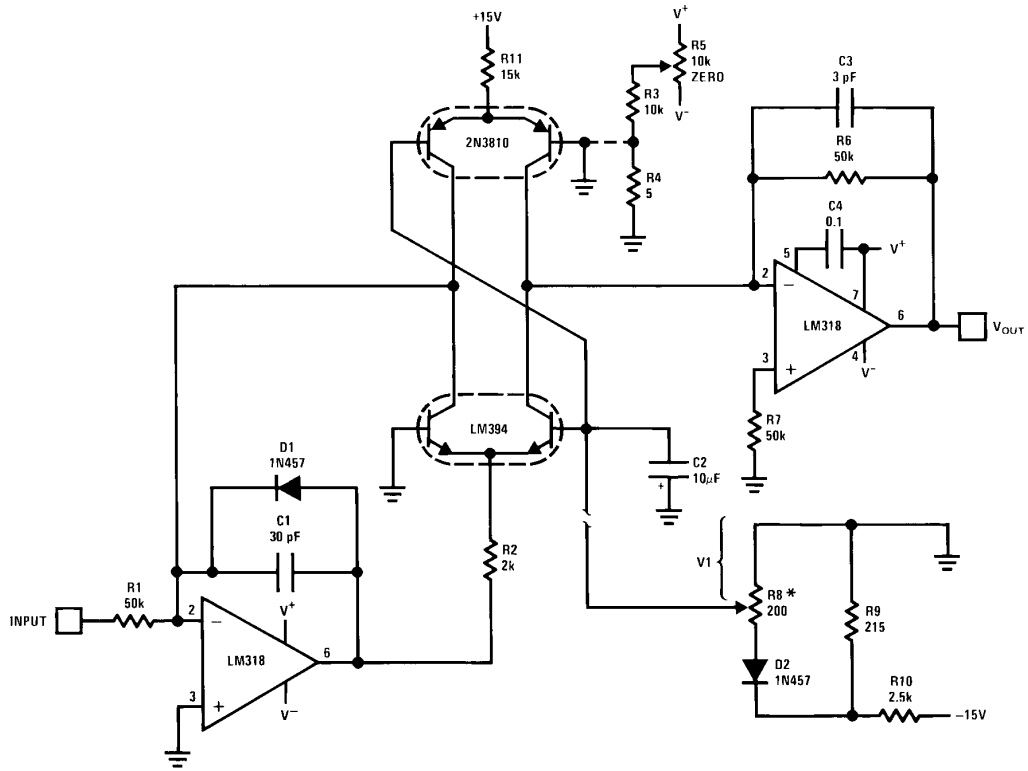 +15V
R11
15k
2N3810
V+
R5
10k
ZERO
V−
R3
10k
R4
5
C3
3 pF
R6
50k
C4
0.1
5
V+
2
−
7
LM318
6
VOUT
3
+
4
V−
R7
50k
LM394
C2
10μF
+
D1
1N457
C1
30 pF
R2
2k
V1
R8*
200
R9
215
D2
1N457
R10
2.5k
−15V
INPUT
R1
50k
2
−
V+
LM318
6
3
+
V−